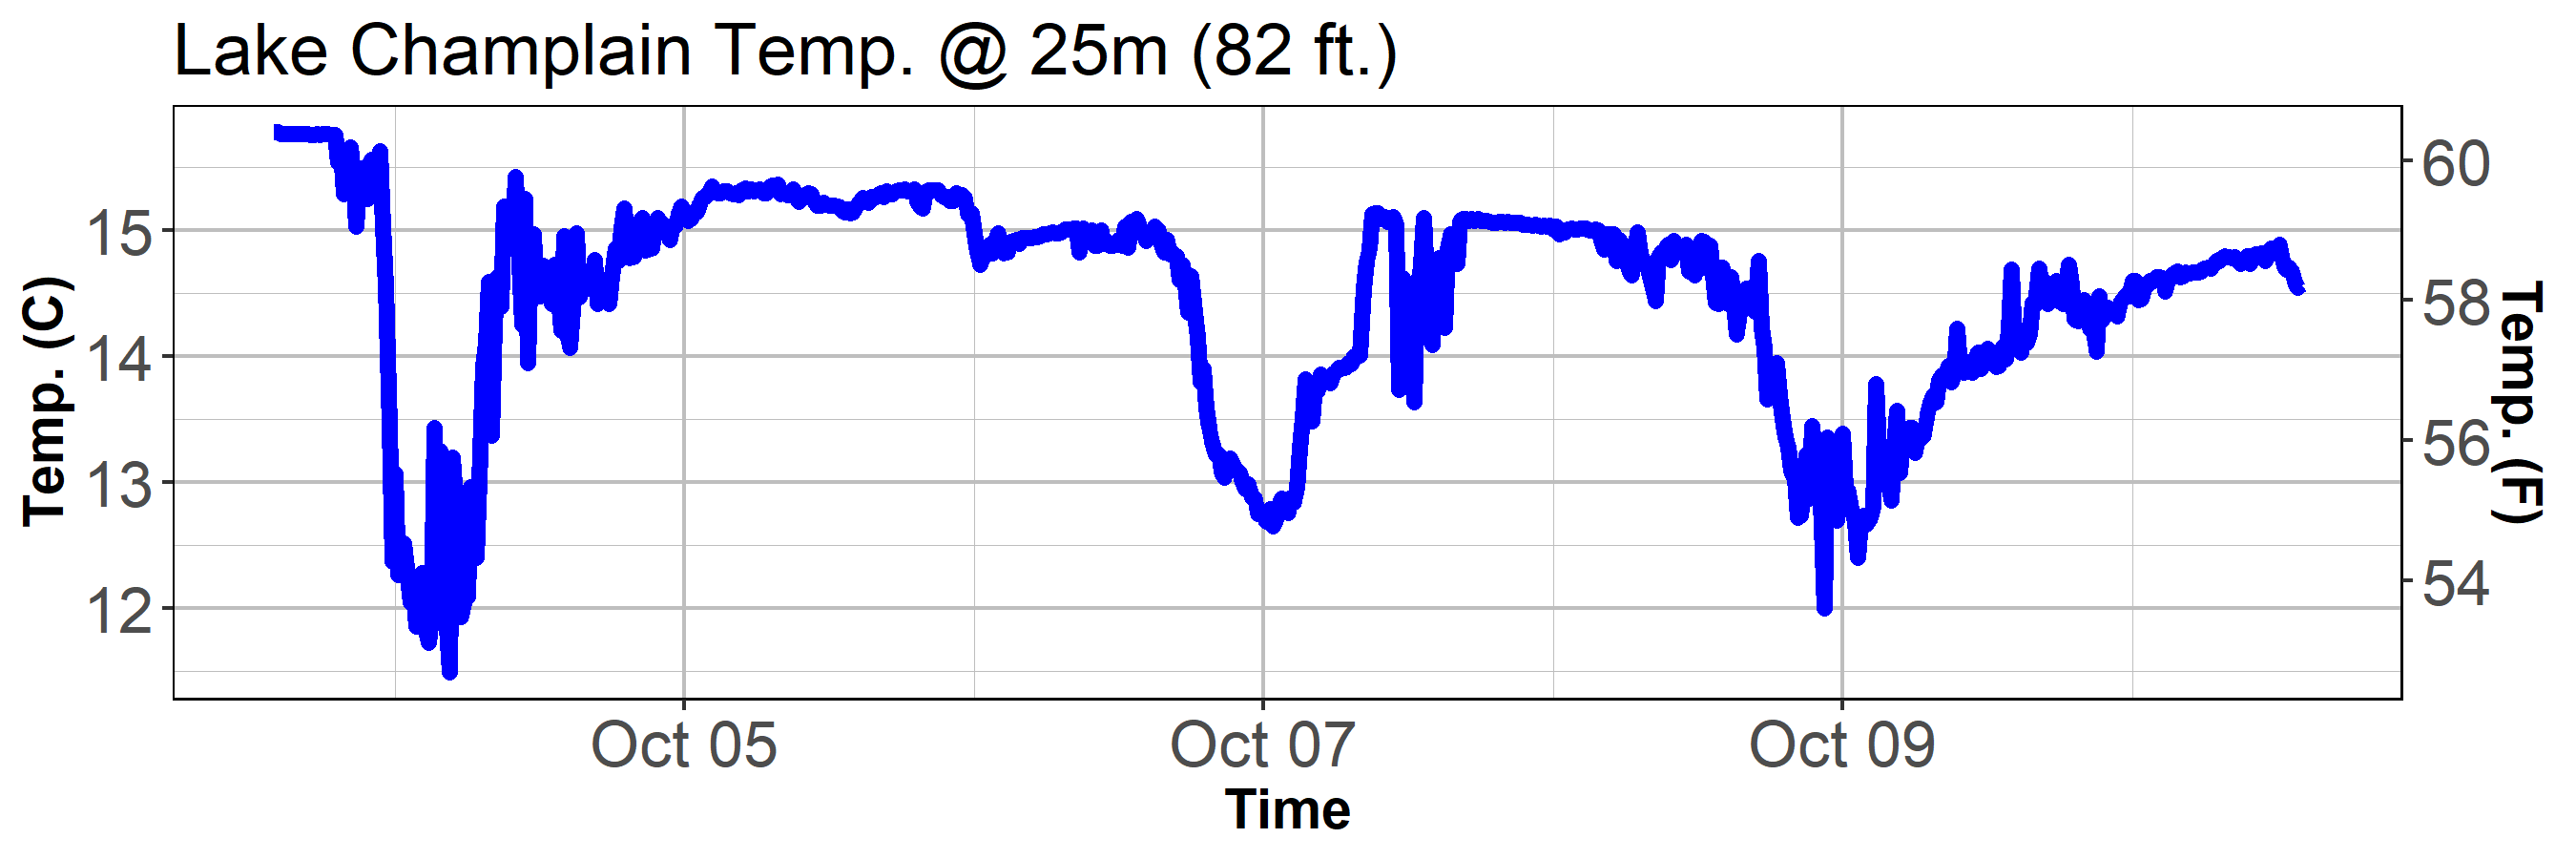 Lake Champlain Temp. @ 25m (82 ft.)
Temp. (C)
15
14
13
12
60
58
56
54
Temp. (F)
Oct 05 Oct 07 Oct 09
Time